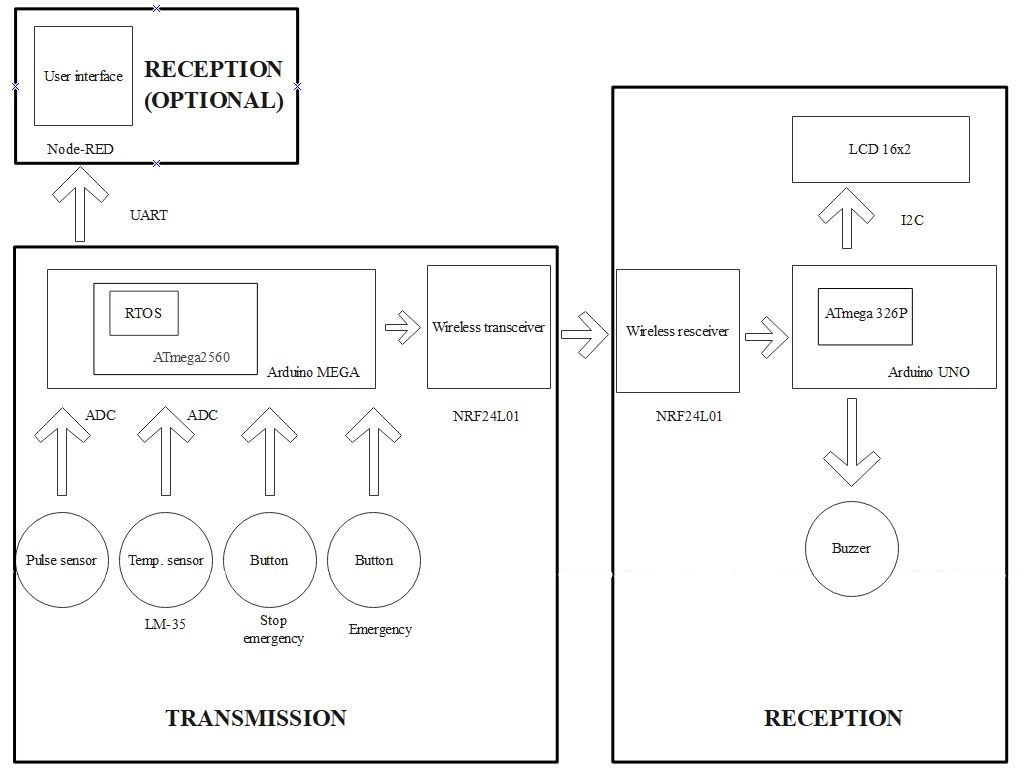 User interface
RECEPTION
(OPTIONAL)
Node-RED
UART
RTOS
ATmega2560
Arduino MEGA
Wireless transceiver
NRF24L01
ADC
ADC
Pulse sensor
Temp. sensor
Button
Button
LM-35
Stop
emergency
Emergency
TRANSMISSION
LCD 16x2
I2C
Wireless resceiver
NRF24L01
ATmega 326P
Arduino UNO
Buzzer
RECEPTION